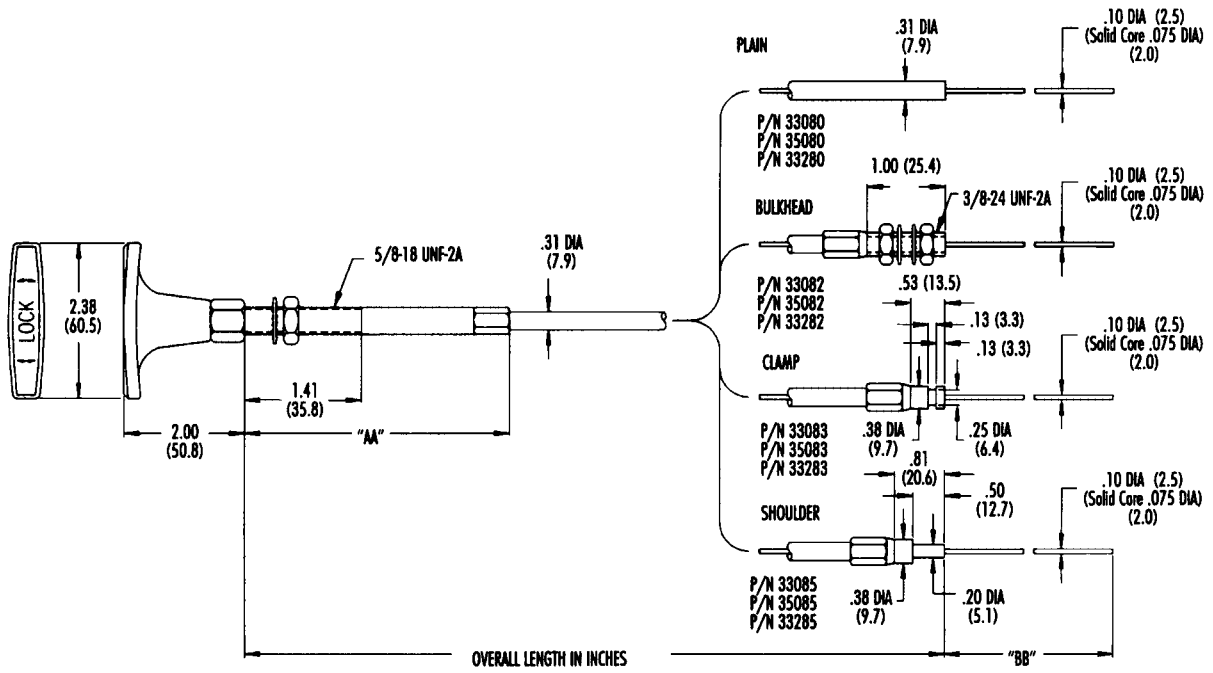 LOCK
2.38
(60.5)
2.00
(50.8)
5/8-18 UNF-2A
1.41
(35.8)
"AA"
.31 DIA
(7.9)
PLAIN
.31 DIA
(7.9)
.10 DIA (2.5)
(Solid Core .075 DIA)
(2.0)
P/N 33080
P/N 35080
P/N 33280
1.00 (25.4)
BULKHEAD
3/8-24 UNF-2A
.10 DIA (2.5)
(Solid Core .075 DIA)
(2.0)
P/N 33082
P/N 35082
P/N 33282
.53 (13.5)
.13 (3.3)
.13 (3.3)
CLAMP
.10 DIA (2.5)
(Solid Core .075 DIA)
(2.0)
P/N 33083
P/N 35083
P/N 33283
.38 DIA
(9.7)
.25 DIA
(6.4)
.81
(20.6)
.50
(12.7)
SHOULDER
.10 DIA (2.5)
(Solid Core .075 DIA)
(2.0)
P/N 33085
P/N 35085
P/N 33285
.38 DIA
(9.7)
.20 DIA
(5.1)
OVERALL LENGTH IN INCHES
"BB"